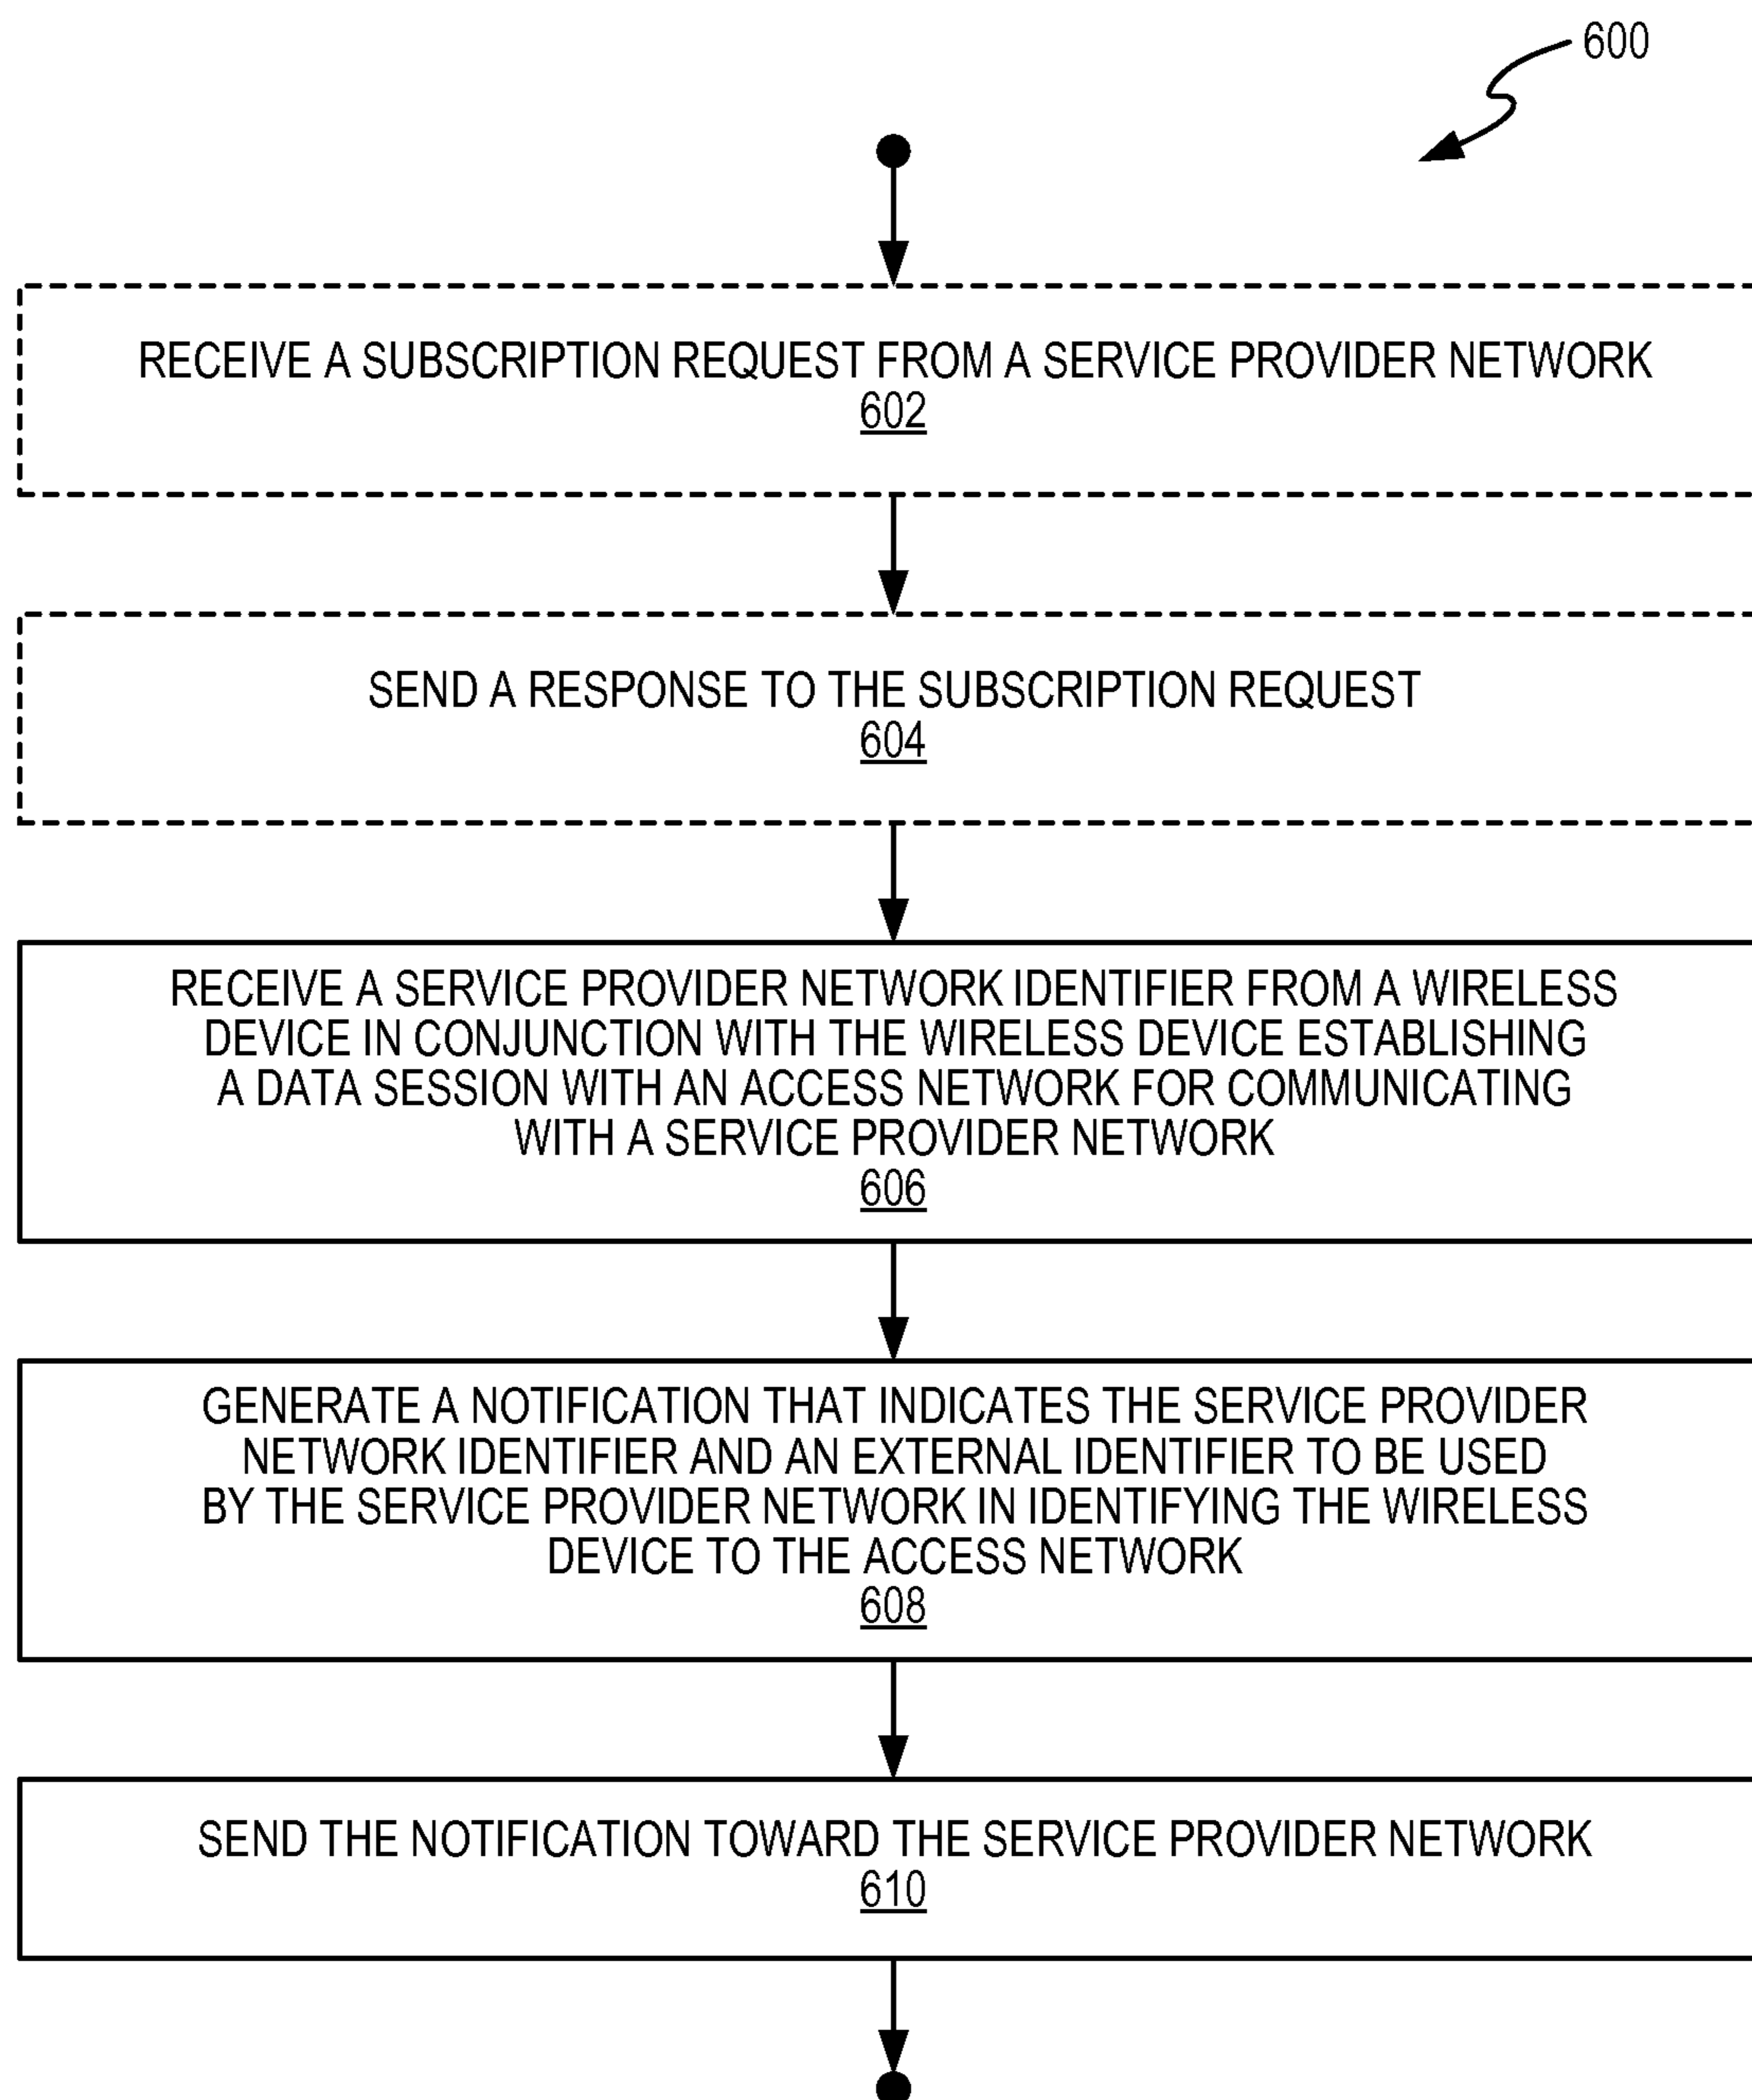 600
RECEIVE A SUBSCRIPTION REQUEST FROM A SERVICE PROVIDER NETWORK
602
SEND A RESPONSE TO THE SUBSCRIPTION REQUEST
604
RECEIVE A SERVICE PROVIDER NETWORK IDENTIFIER FROM A WIRELESS
DEVICE IN CONJUNCTION WITH THE WIRELESS DEVICE ESTABLISHING
A DATA SESSION WITH AN ACCESS NETWORK FOR COMMUNICATING
WITH A SERVICE PROVIDER NETWORK
606
GENERATE A NOTIFICATION THAT INDICATES THE SERVICE PROVIDER
NETWORK IDENTIFIER AND AN EXTERNAL IDENTIFIER TO BE USED
BY THE SERVICE PROVIDER NETWORK IN IDENTIFYING THE WIRELESS
DEVICE TO THE ACCESS NETWORK
608
SEND THE NOTIFICATION TOWARD THE SERVICE PROVIDER NETWORK
610